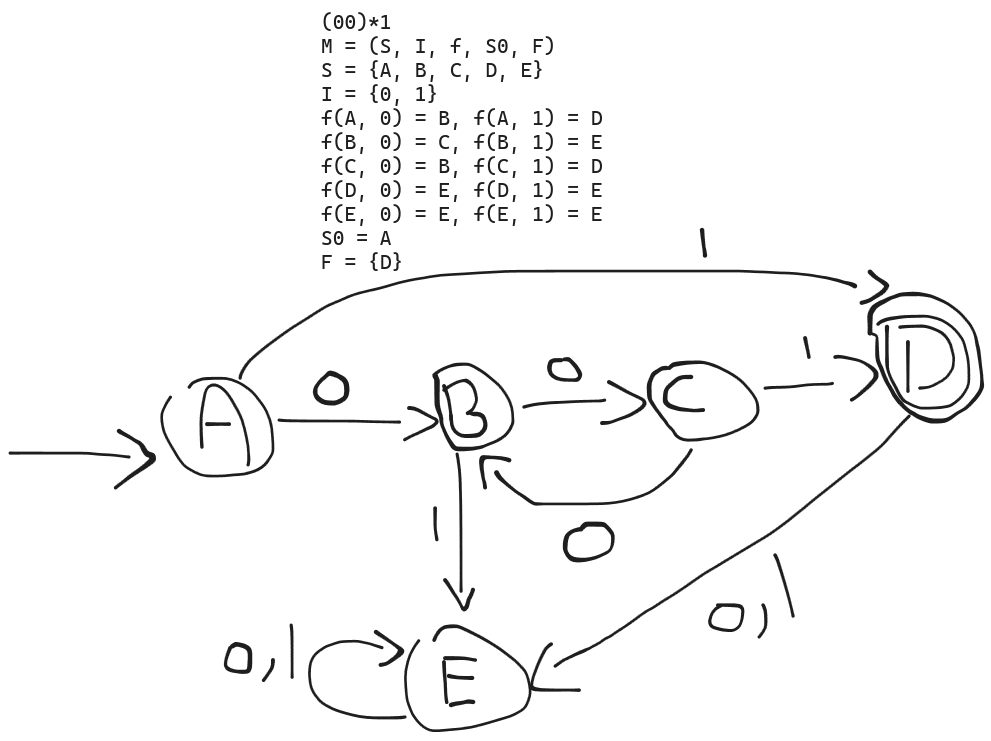 (00)*1
M = (S, I, f, S0, F)
S = {A, B, C, D, E}
I = {0, 1}
f(A, 0) = B, f(A, 1) = D
f(B, 0) = C, f(B, 1) = E
f(C, 0) = B, f(C, 1) = D
f(D, 0) = E, f(D, 1) = E
f(E, 0) = E, f(E, 1) = E
S0 = A
F = {D}
1
A 0 B 0 C 1 D
1 0
0,1
0,1 E